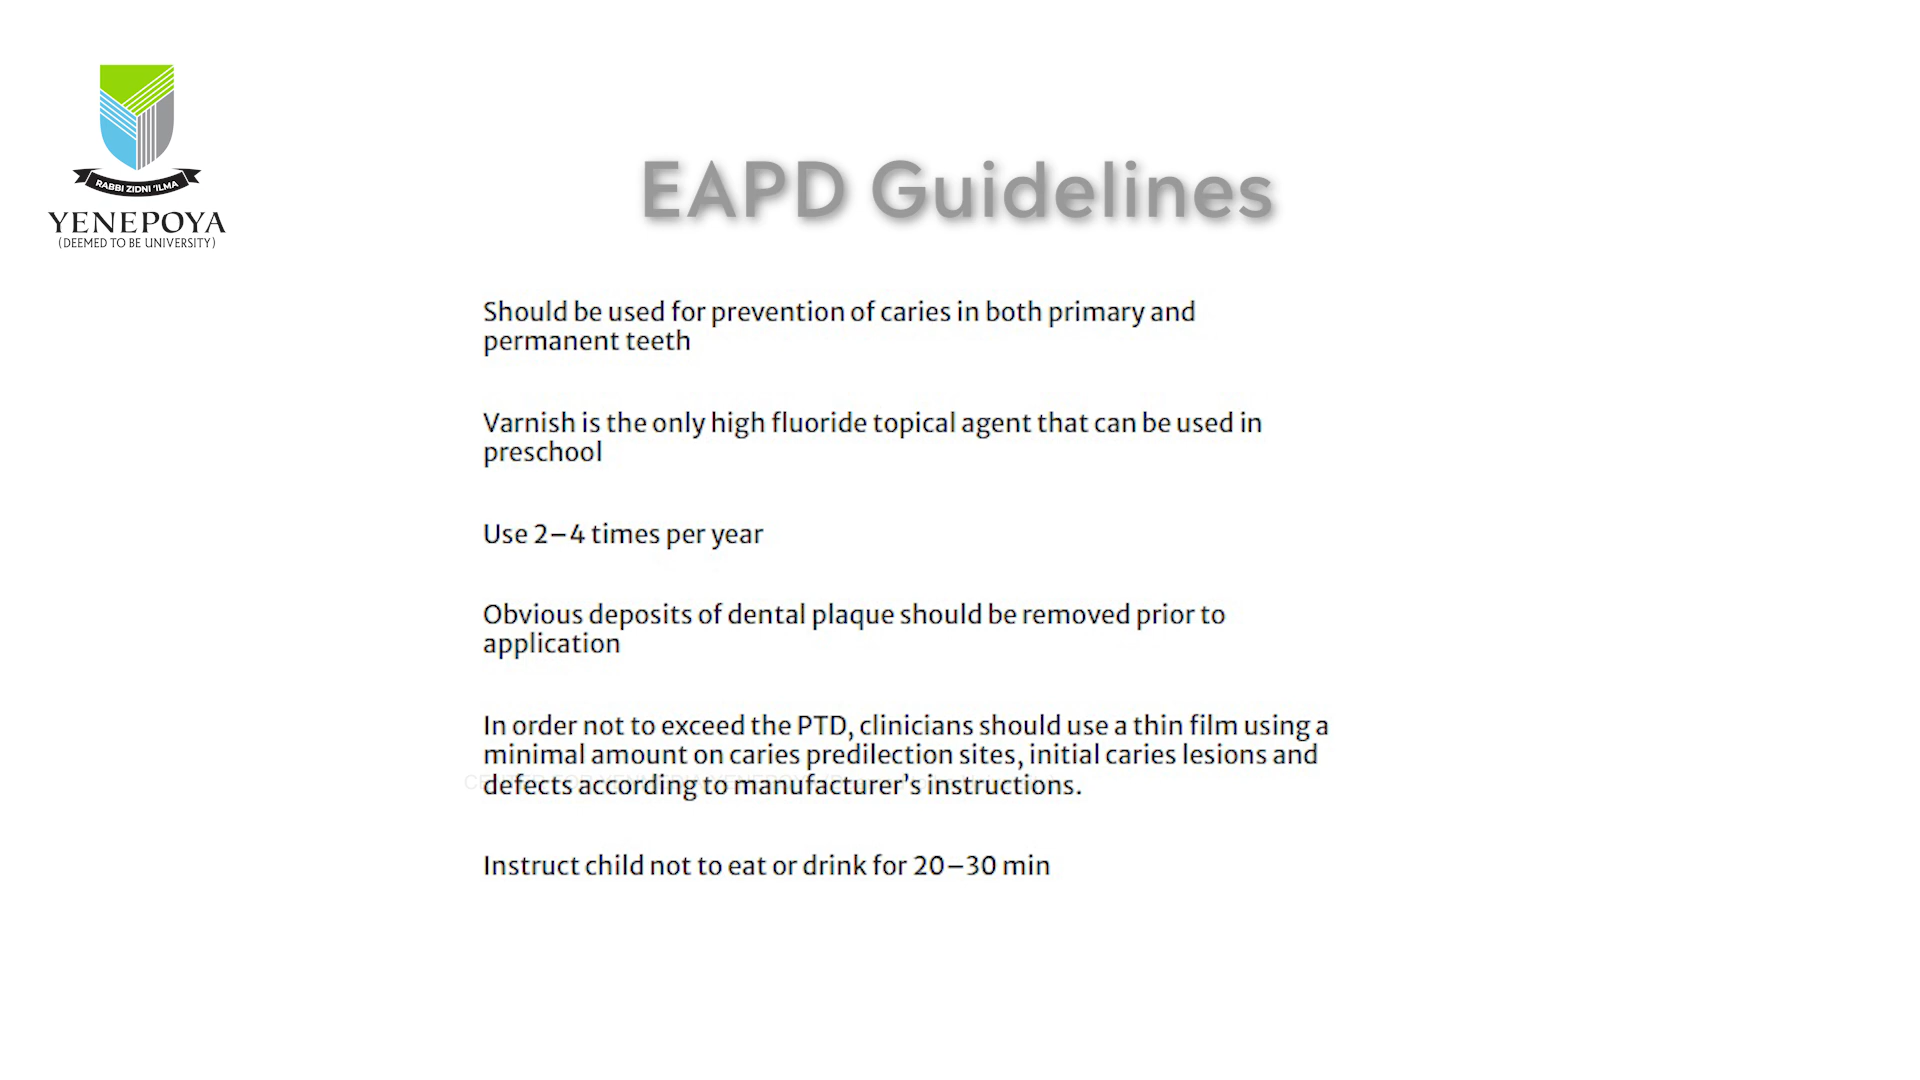 RABBI ZIDNI 'ILMA
YENEPOYA
(DEEMED TO BE UNIVERSITY)
EAPD Guidelines
Should be used for prevention of caries in both primary and
permanent teeth
Varnish is the only high fluoride topical agent that can be used in
preschool
Use 2–4 times per year
Obvious deposits of dental plaque should be removed prior to
application
In order not to exceed the PTD, clinicians should use a thin film using a
minimal amount on caries predilection sites, initial caries lesions and
defects according to manufacturer's instructions.
Instruct child not to eat or drink for 20–30 min